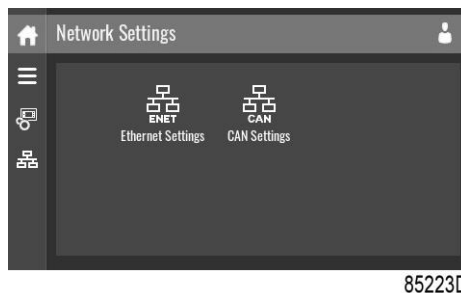 Network Settings
ENET
CAN
Ethernet Settings
CAN Settings
85223D